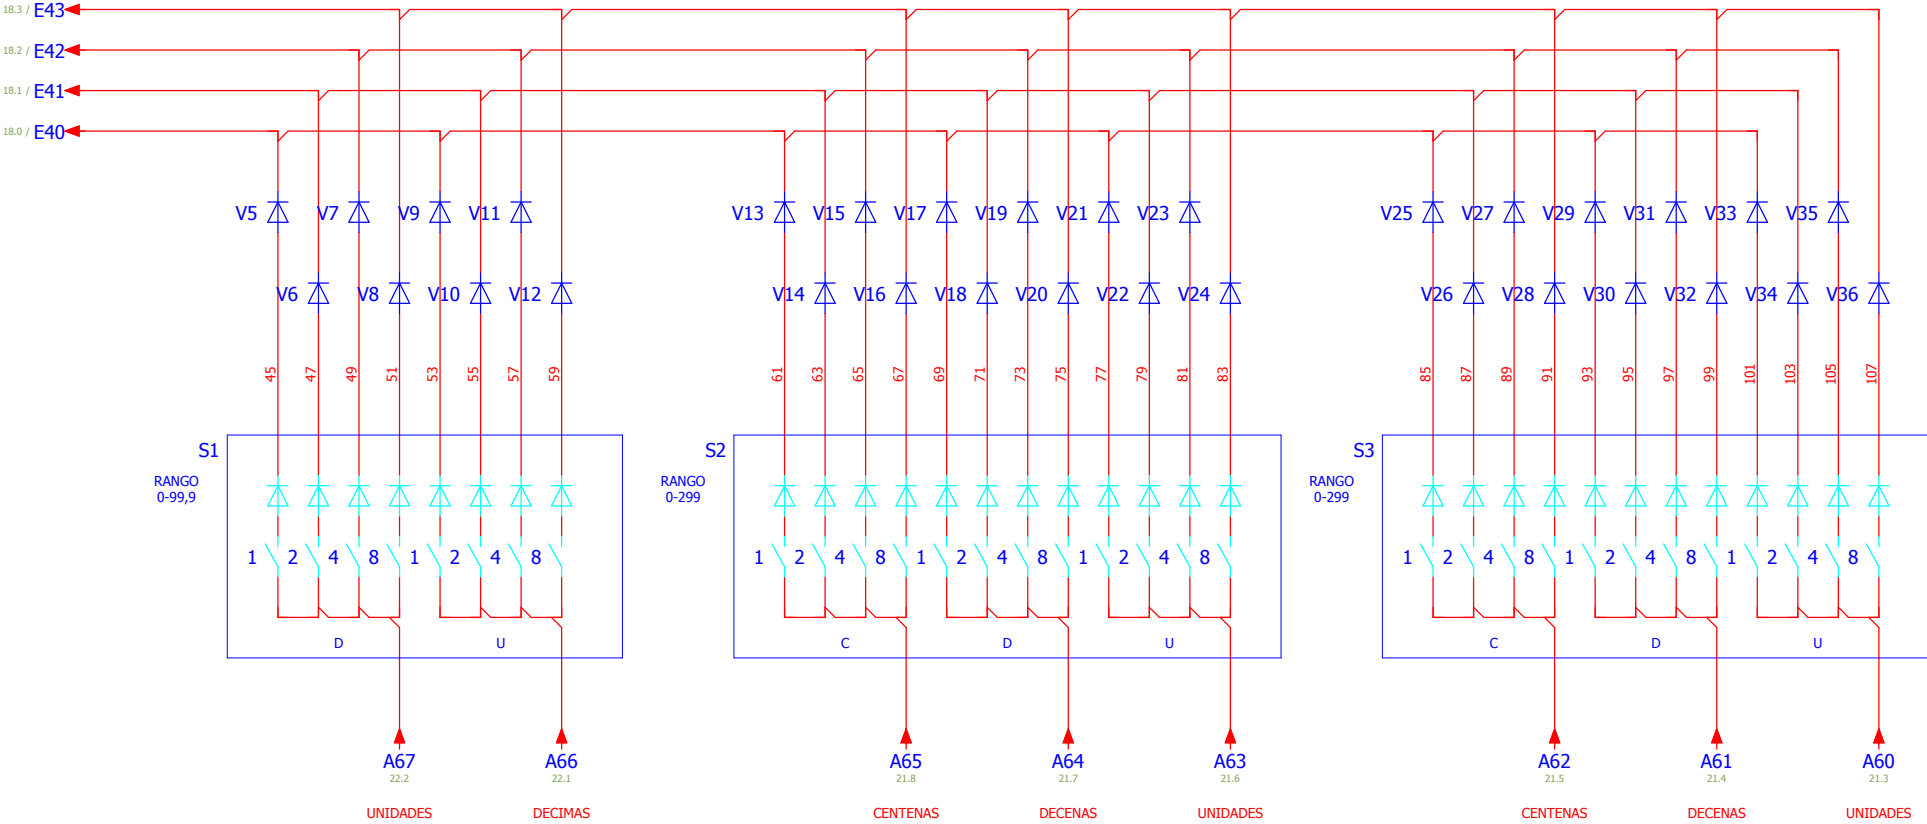 18.3 / E43
18.2 / E42
18.1 / E41
18.0 / E40
V5 V7 V9 V11 V13 V15 V17 V19 V21 V23 V25 V27 V29 V31 V33 V35
V6 V8 V10 V12 V14 V16 V18 V20 V22 V24 V26 V28 V30 V32 V34 V36
45 47 49 51 53 55 57 59 61 63 65 67 69 71 73 75 77 79 81 83 85 87 89 91 93 95 97 99 101 103 105 107
S1 S2 S3
RANGO RANGO RANGO
0-99,9 0-299 0-299
1 2 4 8 1 2 4 8 1 2 4 8 1 2 4 8 1 2 4 8 1 2 4 8 1 2 4 8 1 2 4 8
D U C D U C D U
A67 A66 A65 A64 A63 A62 A61 A60
22.2 22.1 21.8 21.7 21.6 21.5 21.4 21.3
UNIDADES DECIMAS CENTENAS DECENAS UNIDADES CENTENAS DECENAS UNIDADES